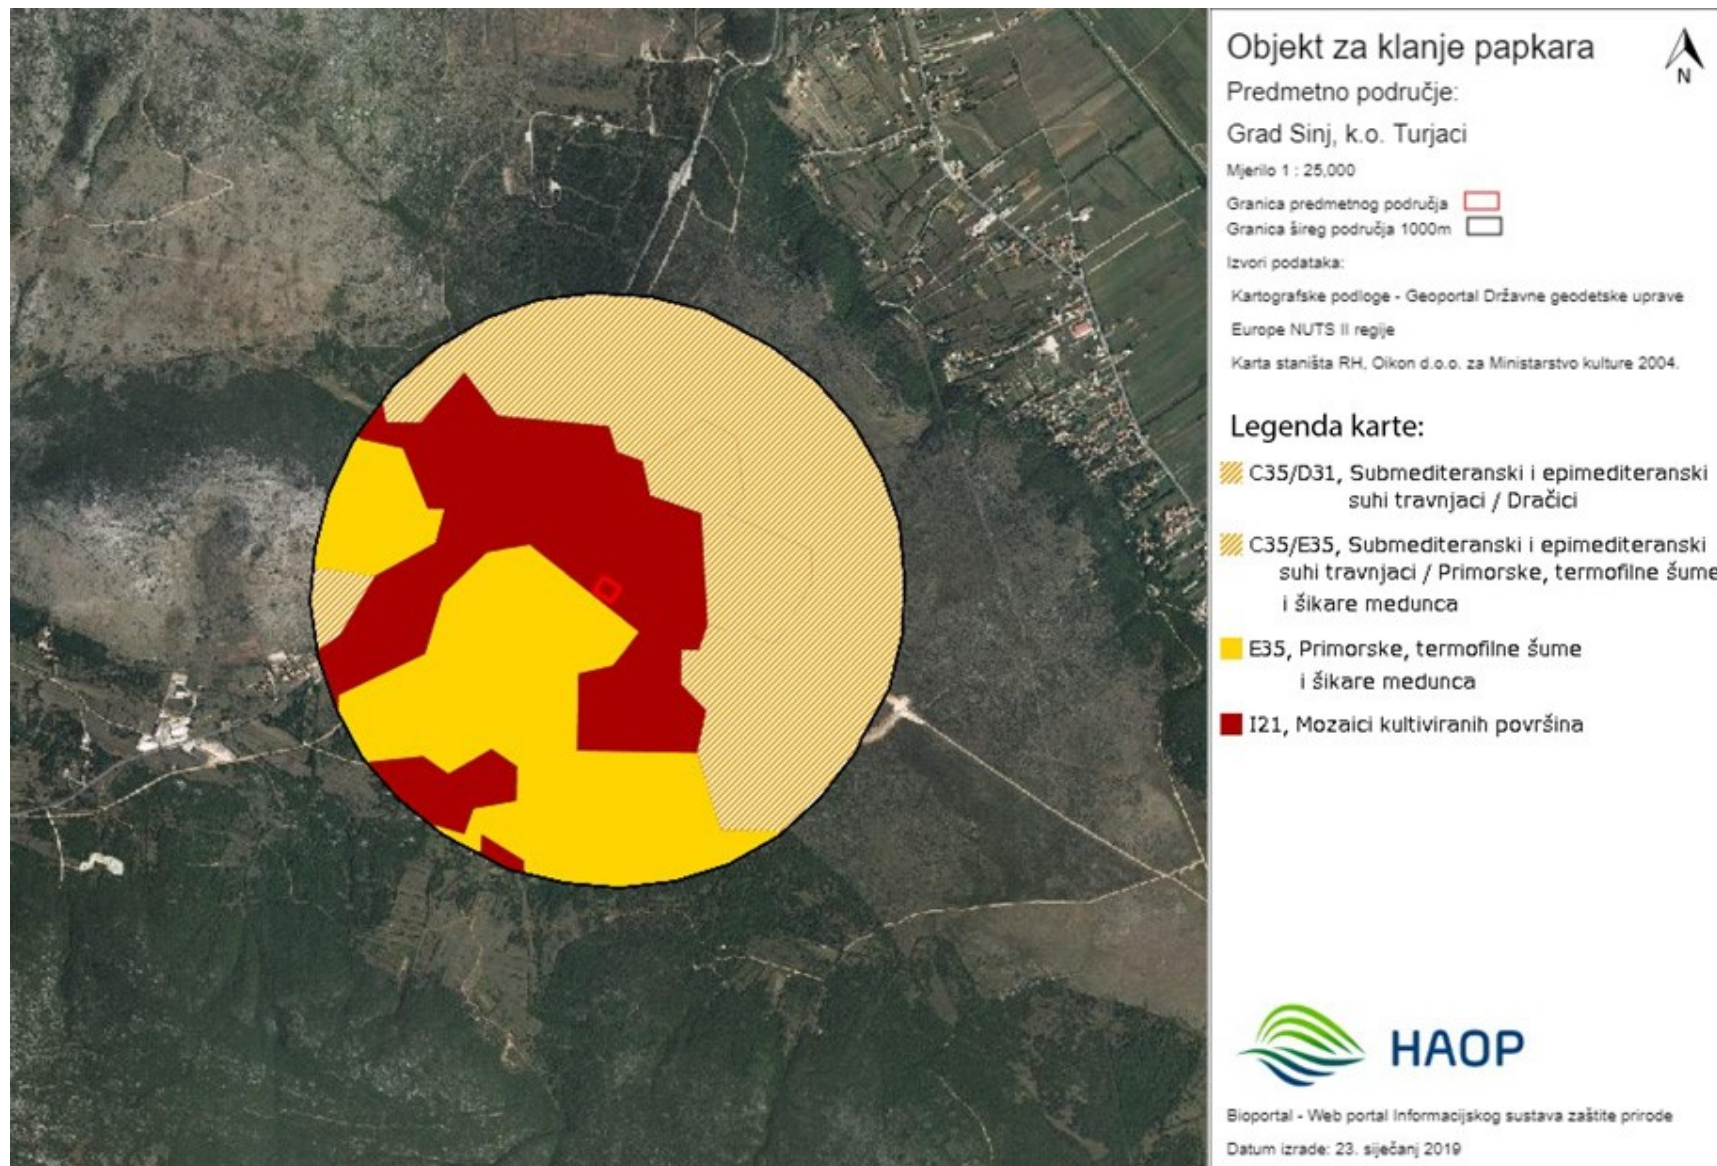 Objekt za klanje papkara
N
Predmetno područje:
Grad Sinj, k.o. Turjaci
Mjerilo 1 : 25,000
Granica predmetnog područja
Granica šireg područja 1000m
Izvori podataka:
Kartografske podloge - Geoportal Državne geodetske uprave
Europe NUTS II regije
Karta staništa RH, Oikon d.o.o. za Ministarstvo kulture 2004.
Legenda karte:
C35/D31, Submediteranski i epimediteranski
suhi travnjaci / Dračici
C35/E35, Submediteranski i epimediteranski
suhi travnjaci / Primorske, termofilne šume
i šikare medunca
E35, Primorske, termofilne šume
i šikare medunca
I21, Mozaici kultiviranih površina
HAOP
Bioportal - Web portal Informacijskog sustava zaštite prirode
Datum izrade: 23. siječanj 2019